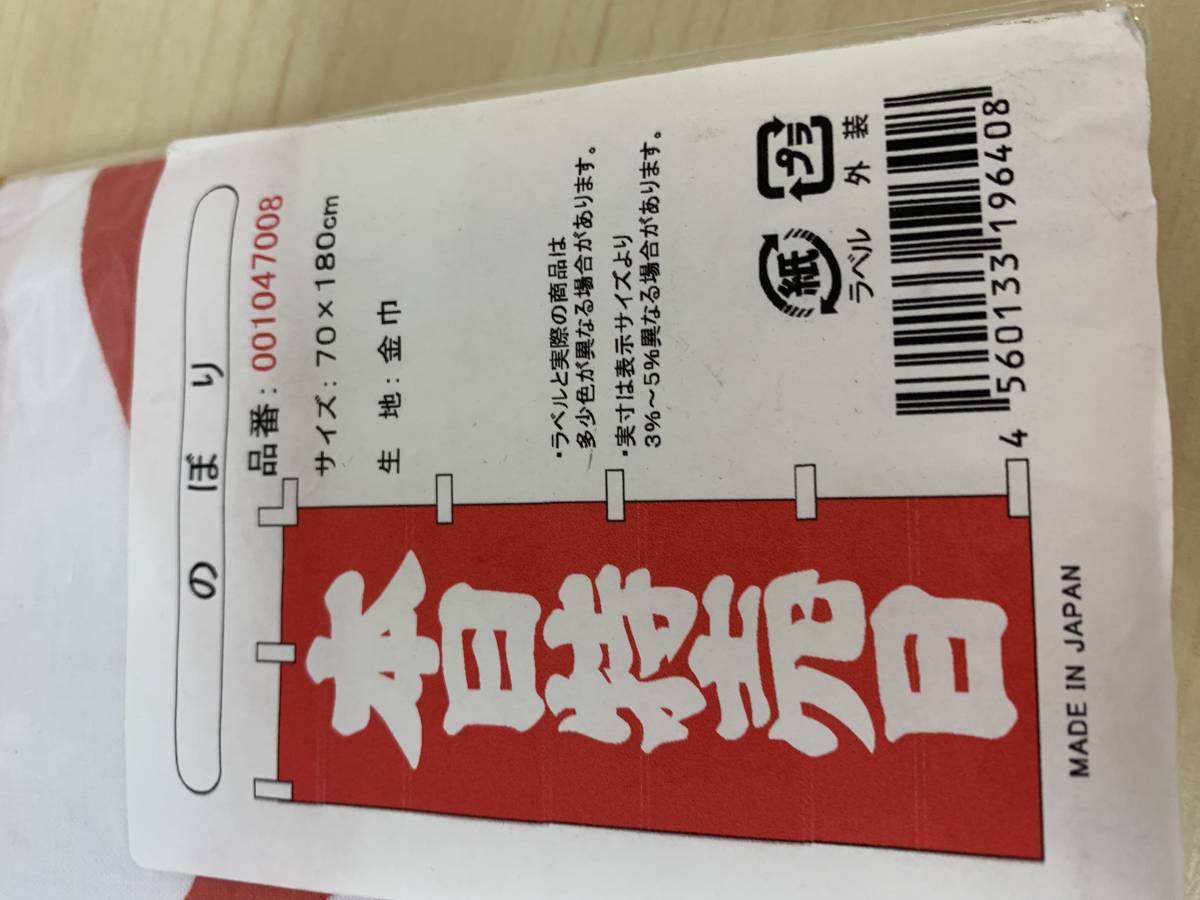 のぼり
品番:001047008
サイズ:70×180cm
生地:金巾
・ラベルと実際の商品は
多少色が異なる場合があります。
・実寸は表示サイズより
3%〜5%異なる場合があります。
紙
ラベル
プラ
外装
4 560133 196408
本日特売日
MADE IN JAPAN